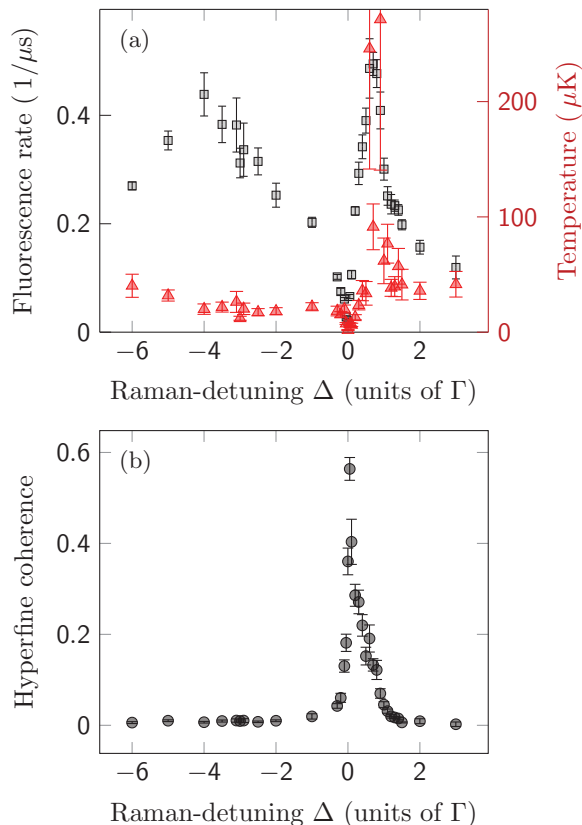 (a)
Fluorescence rate ( 1/μs)
0.4
0.2
0
Temperature ( μK)
200
100
0
−6 −4 −2 0 2
Raman-detuning Δ (units of Γ)
(b)
Hyperfine coherence
0.6
0.4
0.2
0
−6 −4 −2 0 2
Raman-detuning Δ (units of Γ)